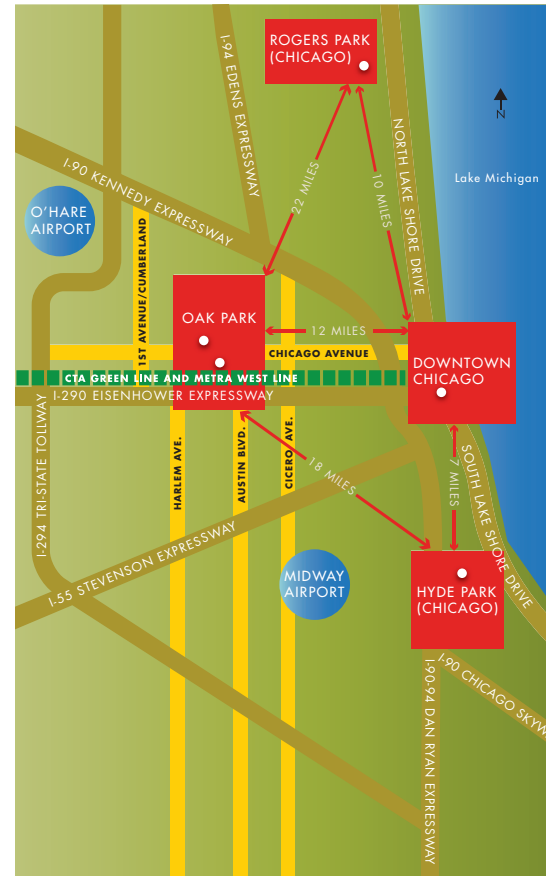 ROGERS PARK
(CHICAGO)
I-94 EDENS EXPRESSWAY
NORTH LAKE SHORE DRIVE
N
Lake Michigan
I-90 KENNEDY EXPRESSWAY
22 MILES
10 MILES
O'HARE
AIRPORT
1ST AVENUE/CUMBERLAND
OAK PARK
12 MILES
CHICAGO AVENUE
DOWNTOWN
CHICAGO
CTA GREEN LINE AND METRA WEST LINE
I-290 EISENHOWER EXPRESSWAY
I-294 TRI-STATE TOLLWAY
HARLEM AVE.
AUSTIN BLVD.
CICERO AVE.
18 MILES
7 MILES
SOUTH LAKE SHORE DRIVE
I-55 STEVENSON EXPRESSWAY
MIDWAY
AIRPORT
HYDE PARK
(CHICAGO)
I-90 CHICAGO SKYW
I-90-94 DAN RYAN EXPRESSWAY